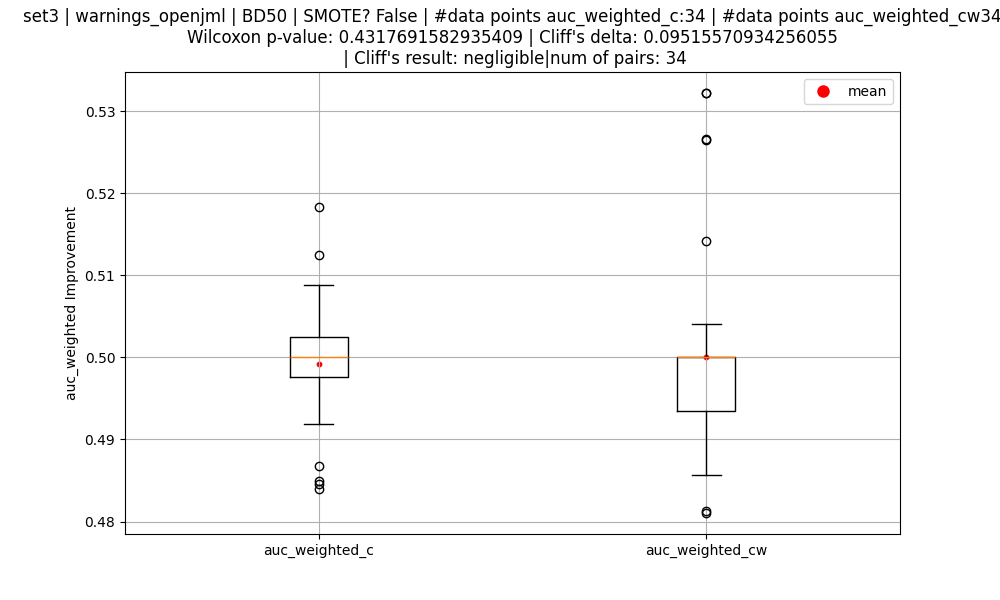 set3 | warnings_openjml | BD50 | SMOTE? False | #data points auc_weighted_c:34 | #data points auc_weighted_cw34
Wilcoxon p-value: 0.4317691582935409 | Cliff's delta: 0.09515570934256055
| Cliff's result: negligible|num of pairs: 34
mean
0.53
0.52
0.51
0.50
0.49
0.48
auc_weighted Improvement
auc_weighted_c
auc_weighted_cw